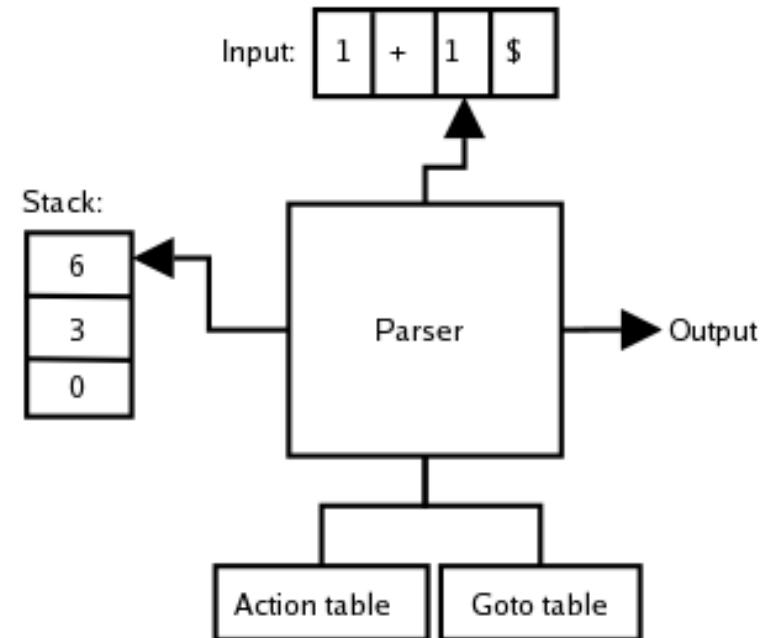 Input: 1 + 1 $
Stack:
6
3
0
Parser
Output
Action table
Goto table